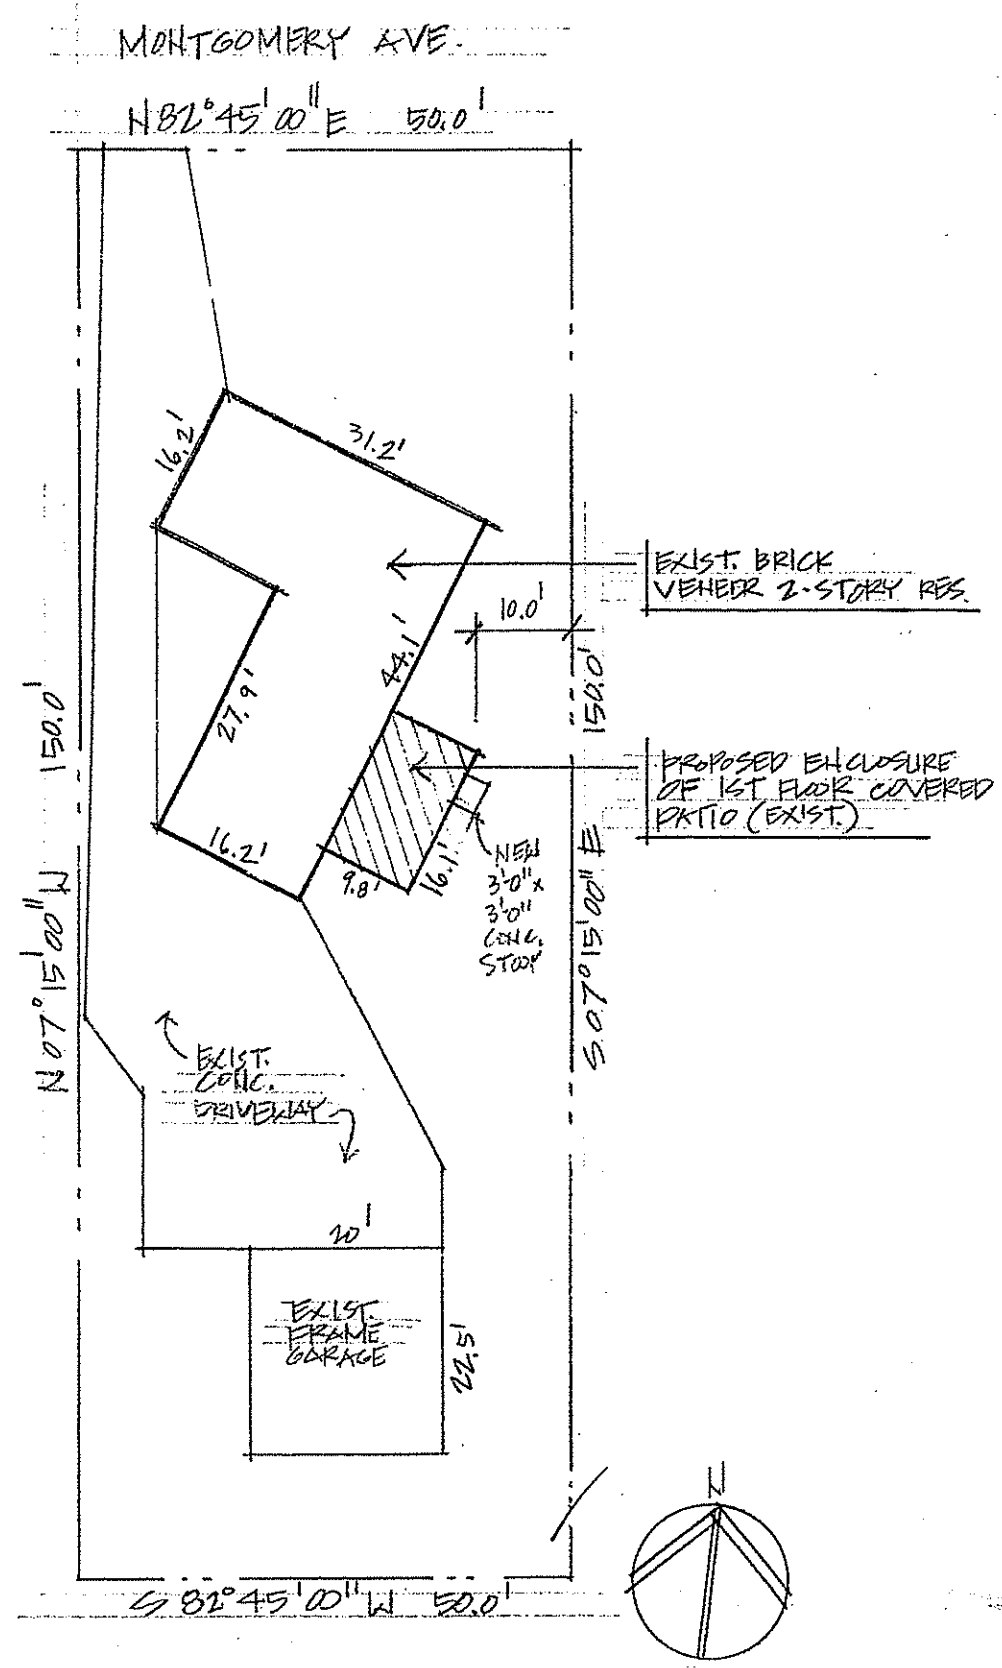 MONTGOMERY AVE.
N 82° 45' 00" E 50.0'
16.2'
31.2'
EXIST. BRICK
VENEER 2-STORY RES.
10.0'
44.1'
27.9'
N 07° 15' 00" W 150.0'
S 07° 15' 00" E 150.0'
PROPOSED ENCLOSURE
OF 1ST FLOOR COVERED
PATIO (EXIST.)
16.2'
9.8'
16.1'
NEW
3'-0" x
3'-0"
CONC.
STOOP
EXIST.
CONC.
DRIVEWAY
20'
EXIST.
FRAME
GARAGE
22.5'
N
S 82° 45' 00" W 50.0'